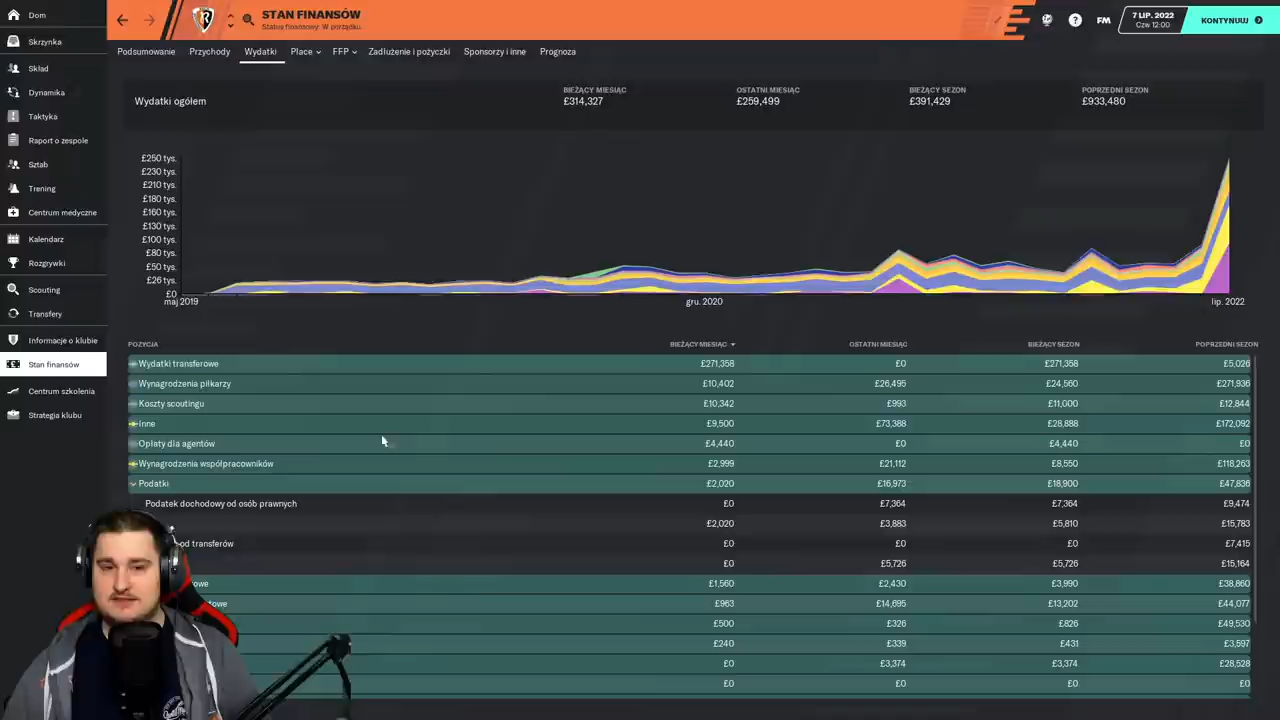 Dom
Skrzynka
Skład
Dynamika
Taktyka
Raport o zespole
Sztab
Trening
Centrum medyczne
Kalendarz
Rozgrywki
Scouting
Transfery
Informacje o klubie
Stan finansów
Centrum szkolenia
Strategia klubu
STAN FINANSÓW
Status finansowy: W porządku
FM
7 LIP. 2022
Czw 12:00
KONTYNUUJ
Podsumowanie Przychody Wydatki Płace FFP Zadłużenie i pożyczki Sponsorzy i inne Prognoza
BIEŻĄCY MIESIĄC OSTATNI MIESIĄC BIEŻĄCY SEZON POPRZEDNI SEZON
Wydatki ogółem £314,327 £259,499 £391,429 £933,480
£250 tys.
£230 tys.
£210 tys.
£180 tys.
£160 tys.
£130 tys.
£100 tys.
£80 tys.
£50 tys.
£26 tys.
£0
maj 2019 gru. 2020 lip. 2022
POZYCJA BIEŻĄCY MIESIĄC OSTATNI MIESIĄC BIEŻĄCY SEZON POPRZEDNI SEZON
Wydatki transferowe £271,358 £0 £271,358 £5,026
Wynagrodzenia piłkarzy £10,402 £26,495 £24,560 £271,936
Koszty scoutingu £10,342 £993 £11,000 £12,844
Inne £9,500 £73,388 £28,888 £172,092
Opłaty dla agentów £4,440 £0 £4,440 £0
Wynagrodzenia współpracowników £2,999 £21,112 £8,550 £118,263
Podatki £2,020 £16,973 £18,900 £47,836
Podatek dochodowy od osób prawnych £0 £7,364 £7,364 £9,474
£2,020 £3,883 £5,810 £15,783
od transferów £0 £0 £0 £7,415
£0 £5,726 £5,726 £15,164
owe £1,560 £2,430 £3,990 £38,860
towe £963 £14,695 £13,202 £44,077
£500 £326 £826 £49,530
£240 £339 £431 £3,597
£0 £3,374 £3,374 £28,528
£0 £0 £0 £0